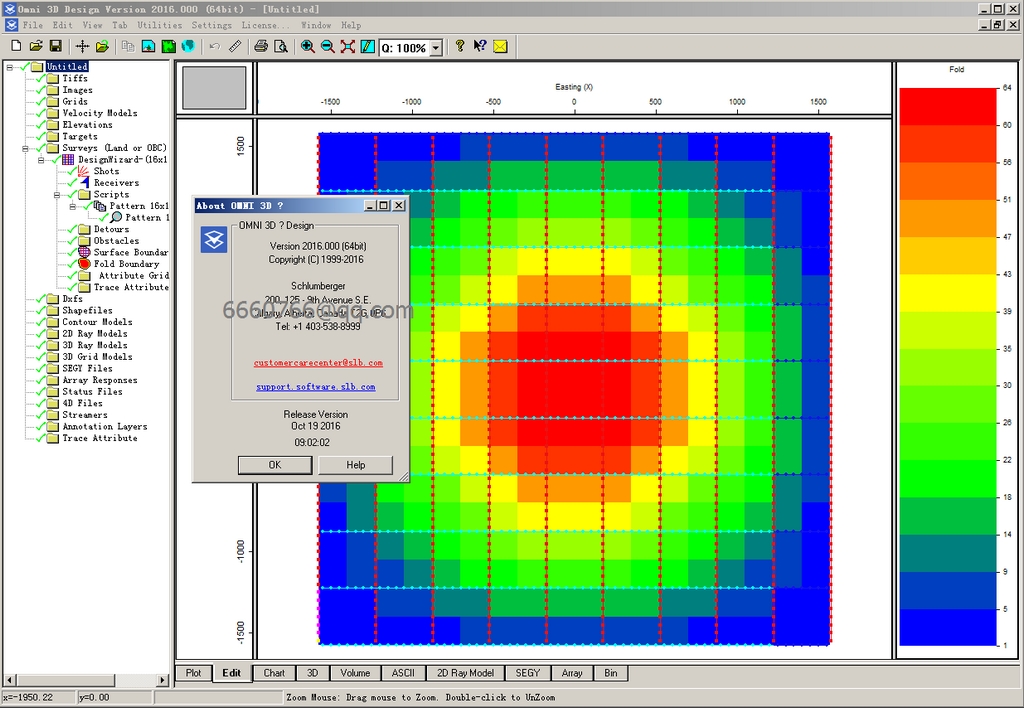 Omni 3D Design Version 2016.000 (64bit) - [Untitled]
File Edit View Tab Utilities Settings License... Window Help
Q: 100%
Untitled
Tiffs
Images
Grids
Velocity Models
Elevations
Targets
Surveys (Land or OBC)
DesignWizard-(16x1
Shots
Receivers
Scripts
Pattern 16x1
Pattern 1
Detours
Obstacles
Surface Boundar
Fold Boundary
Attribute Grid
Trace Attribute
Dxfs
Shapefiles
Contour Models
2D Ray Models
3D Ray Models
3D Grid Models
SEGY Files
Array Responses
Status Files
4D Files
Streamers
Annotation Layers
Trace Attribute
Easting (X)
-1500 -1000 -500 0 500 1000 1500
1500
-1000
-1500
About OMNI 3D ?
OMNI 3D ? Design
Version 2016.000 (64bit)
Copyright (C) 1999-2016
Schlumberger
200, 125 - 9th Avenue S.E.
Calgary, Alberta, Canada T2G 0P6
6660766@qq.com
Tel: +1 403-538-8999
customercarecenter@slb.com
support.software.slb.com
Release Version
Oct 19 2016
09:02:02
OK Help
Fold
64
60
56
51
47
43
39
35
30
26
22
18
14
9
5
1
Plot Edit Chart 3D Volume ASCII 2D Ray Model SEGY Array Bin
x=-1950.22 y=0.00 Zoom Mouse: Drag mouse to Zoom. Double-click to UnZoom